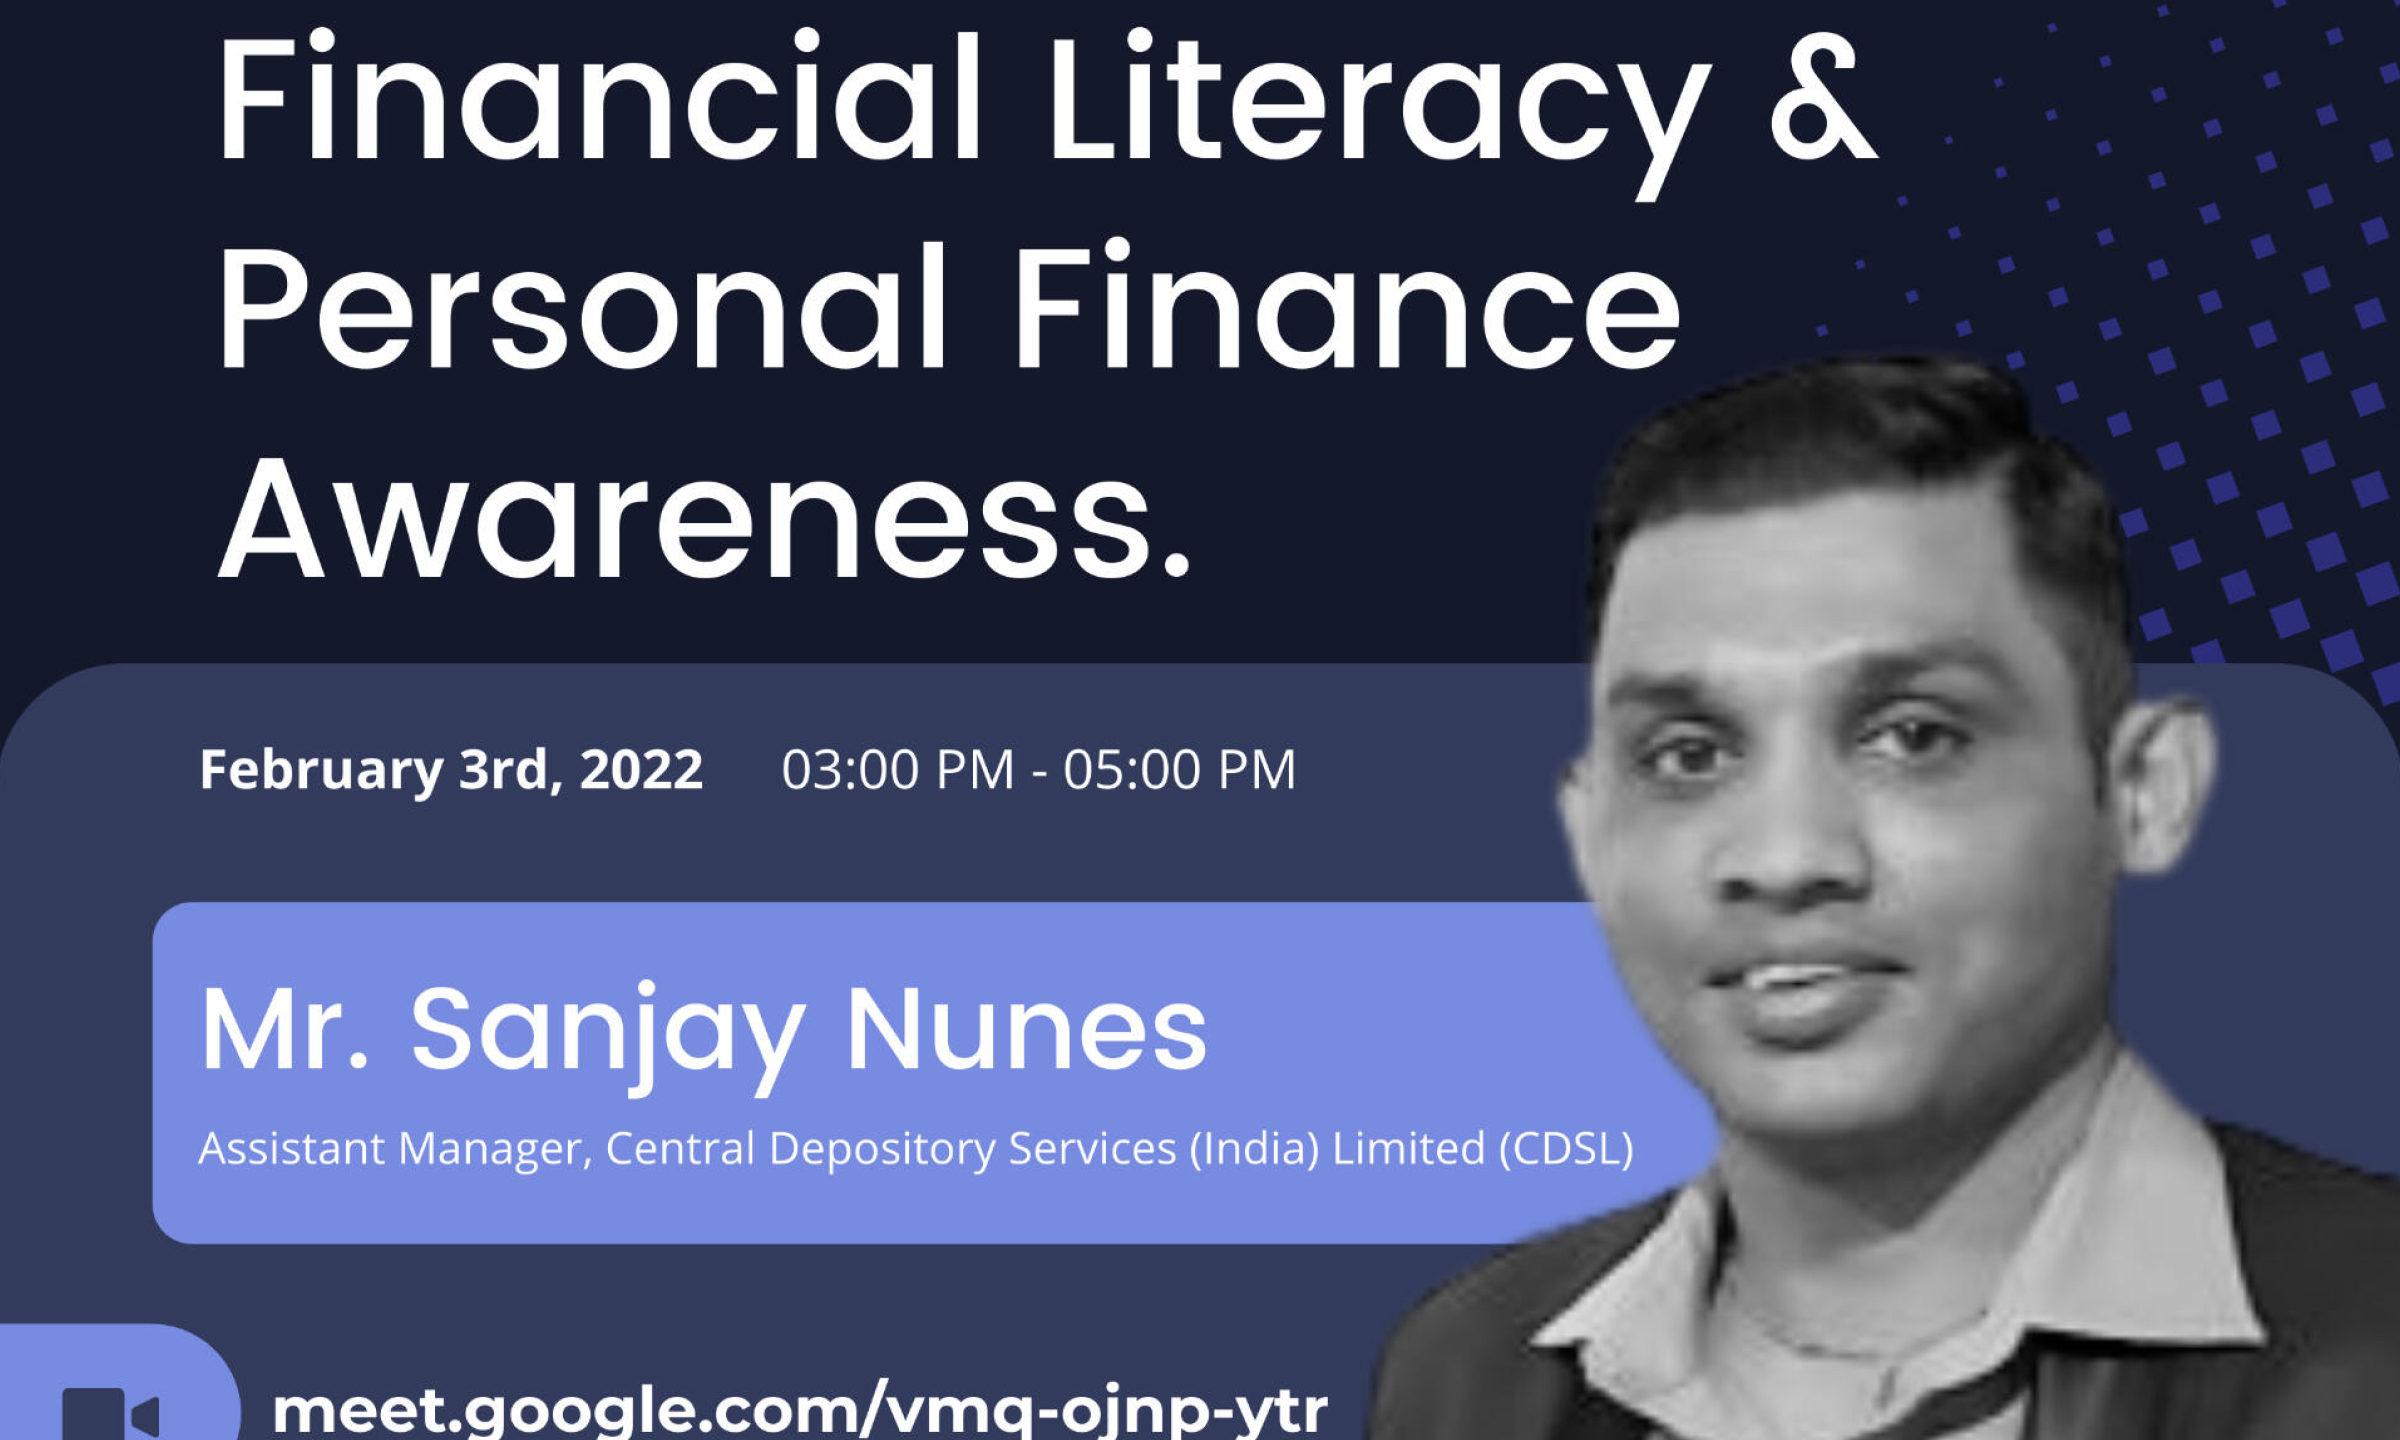 Financial Literacy &
Personal Finance
Awareness.
February 3rd, 2022 03:00 PM - 05:00 PM
Mr. Sanjay Nunes
Assistant Manager, Central Depository Services (India) Limited (CDSL)
meet.google.com/vmq-ojnp-ytr